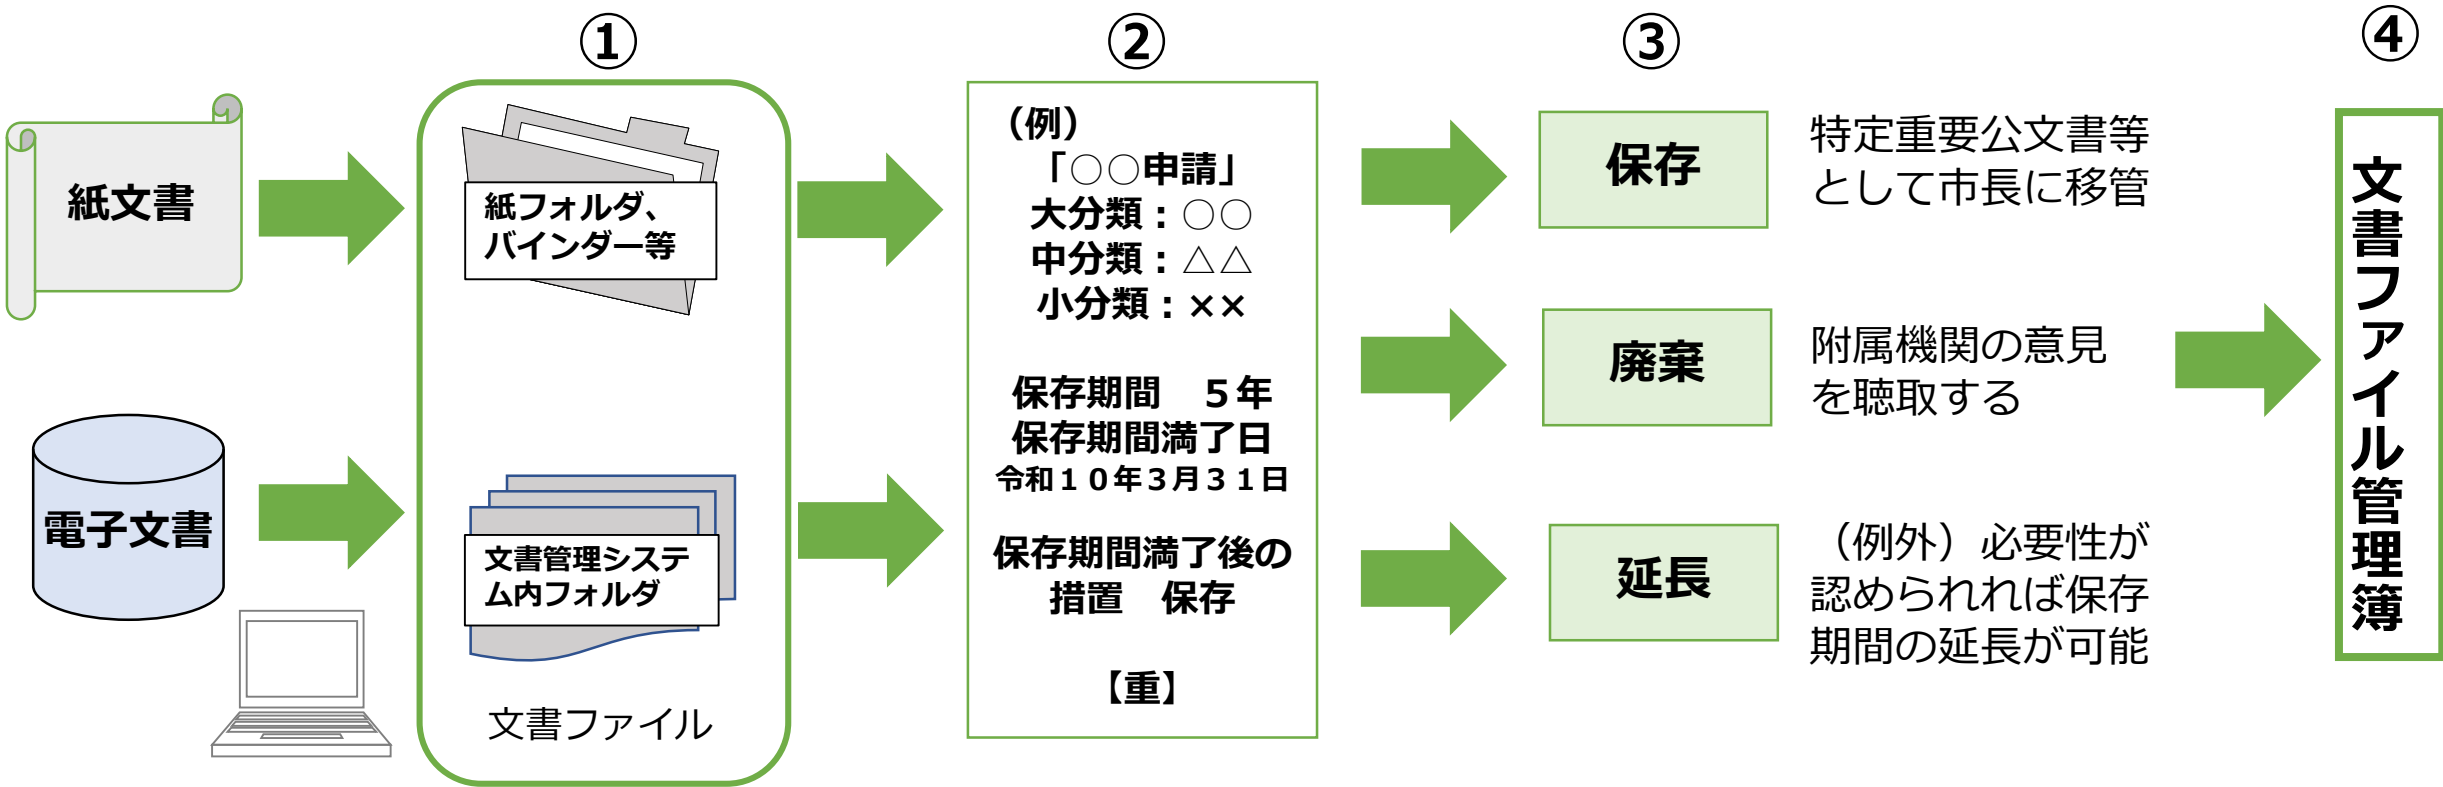 ①
②
③
④
紙文書
電子文書
紙フォルダ、
バインダー等
文書管理システ
ム内フォルダ
文書ファイル
（例）
「○○申請」
大分類：○○
中分類：△△
小分類：××
保存期間　５年
保存期間満了日
令和１０年３月３１日
保存期間満了後の
措置　保存
【重】
保存
特定重要公文書等
として市長に移管
廃棄
附属機関の意見
を聴取する
延長
（例外）必要性が
認められれば保存
期間の延長が可能
文書ファイル管理簿